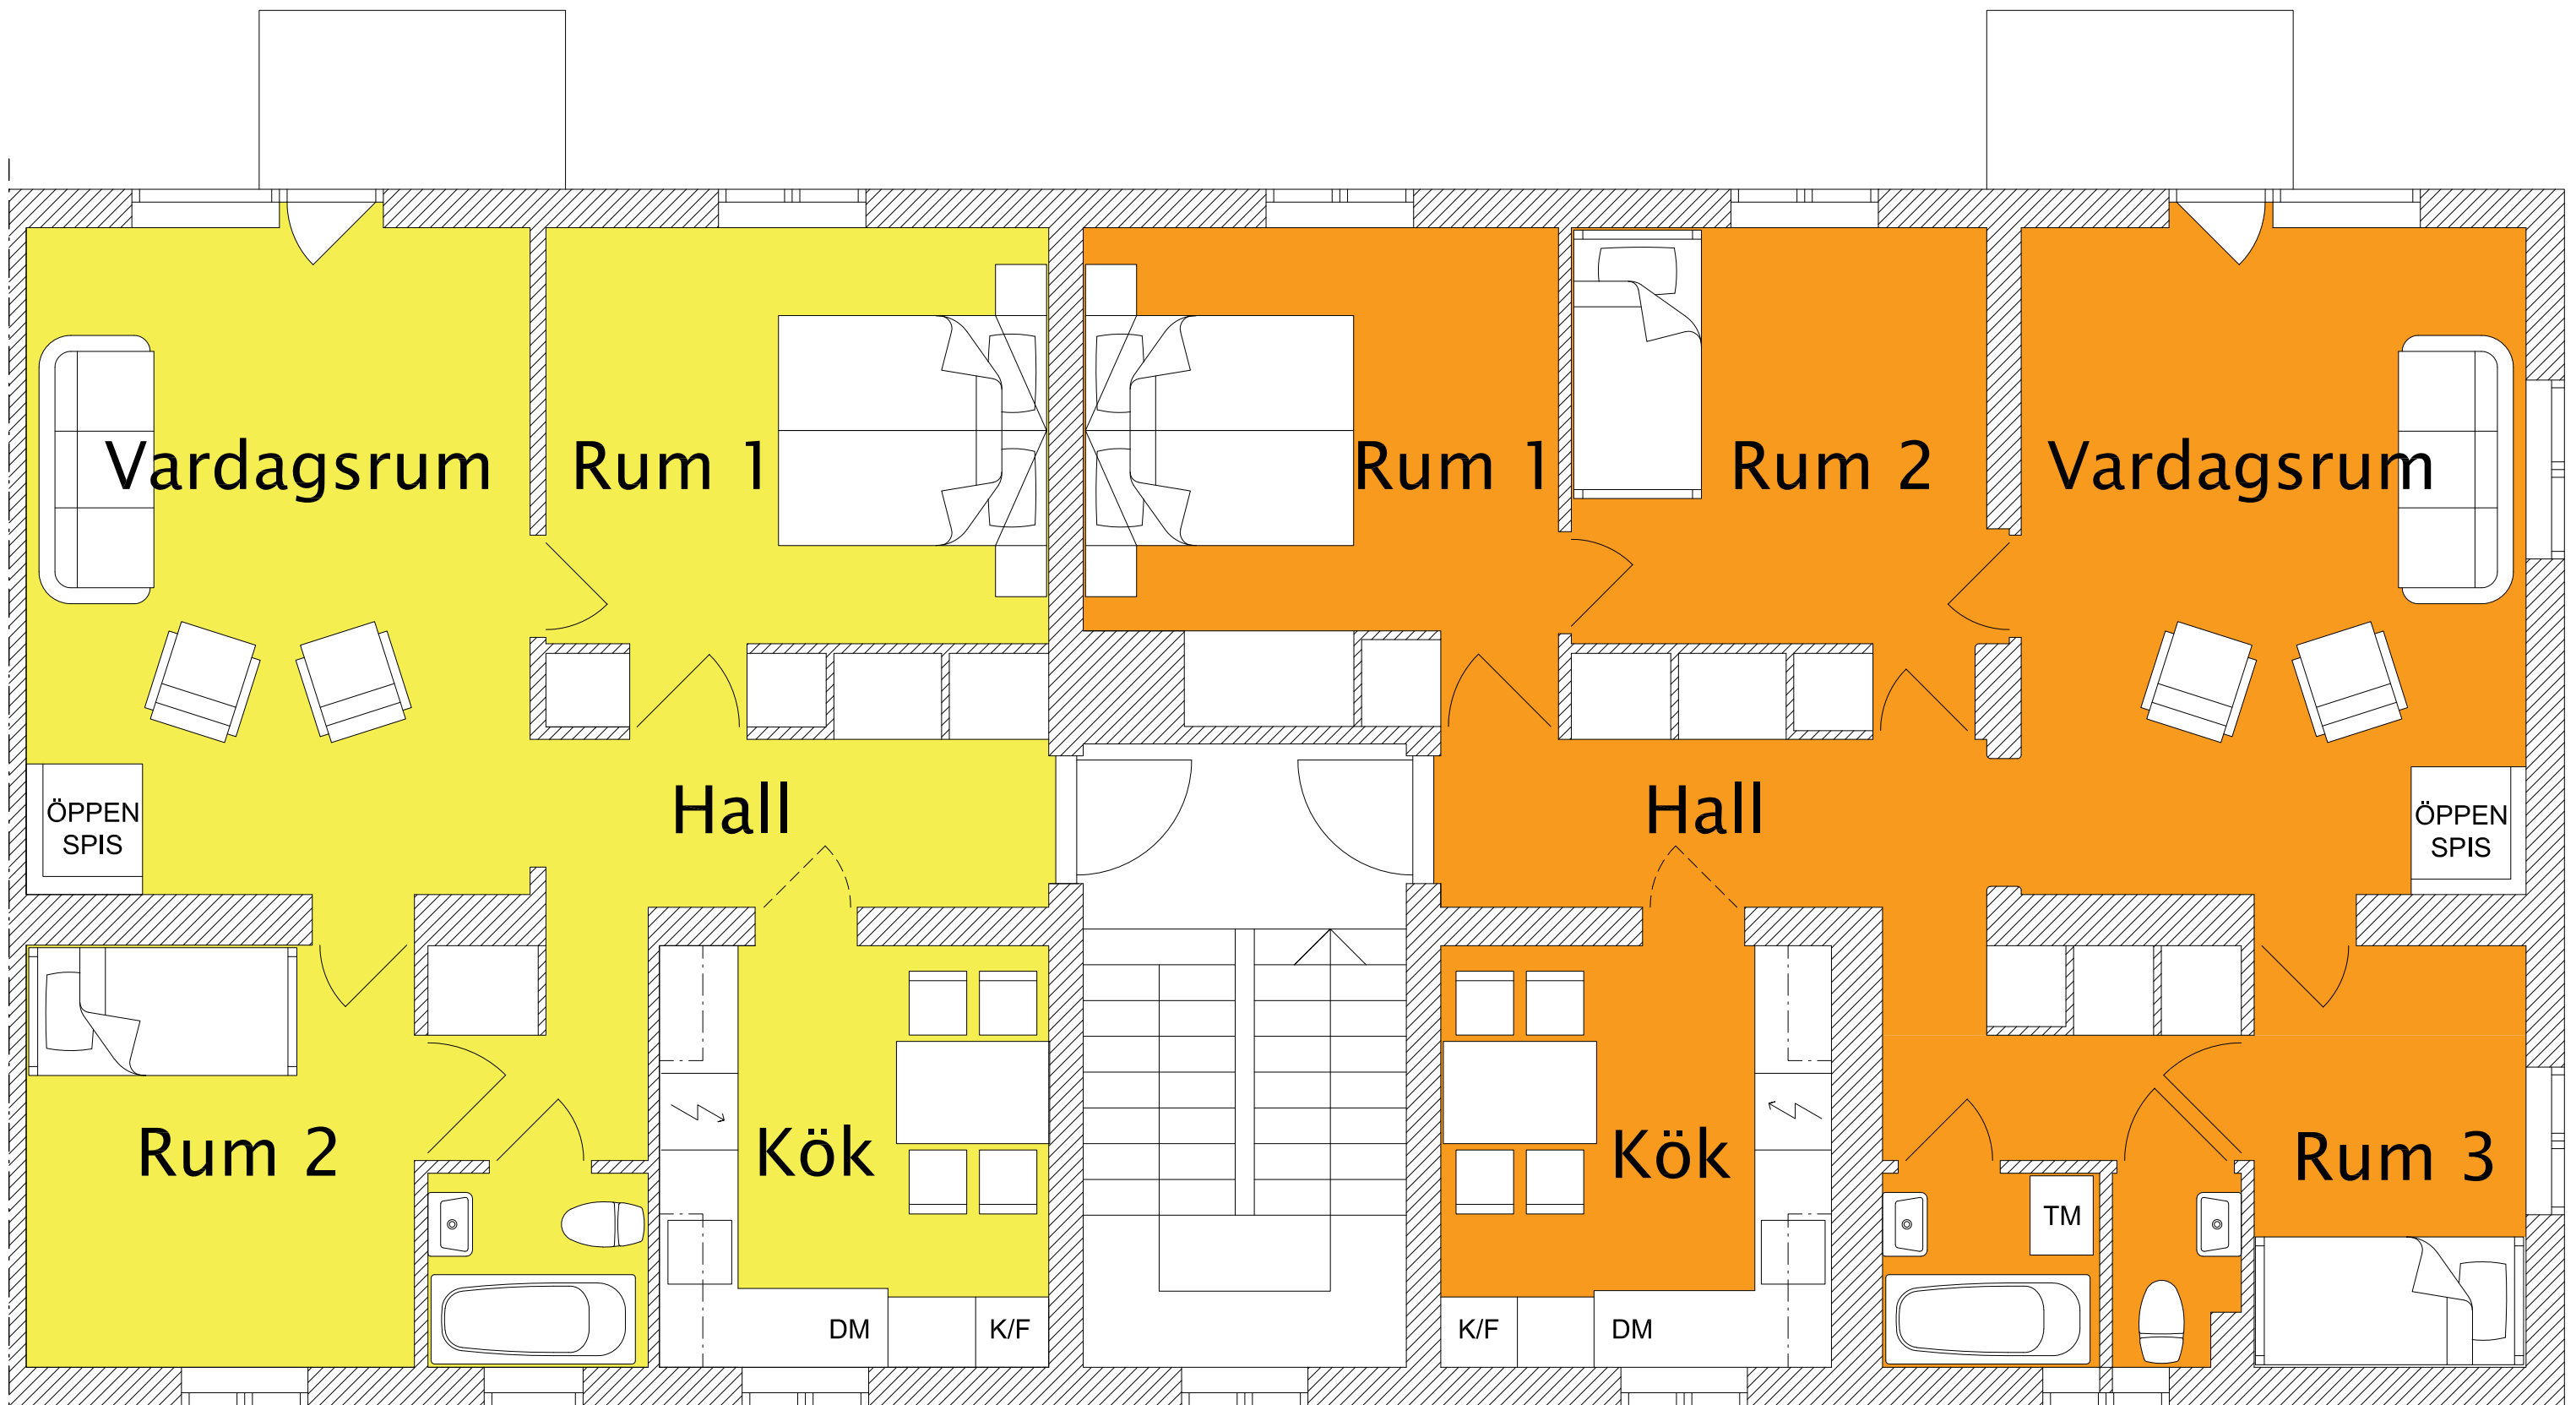 Vardagsrum
Rum 1
Rum 1
Rum 2
Vardagsrum
ÖPPEN
SPIS
Hall
Hall
ÖPPEN
SPIS
Rum 2
Kök
Kök
Rum 3
TM
DM
K/F
K/F
DM